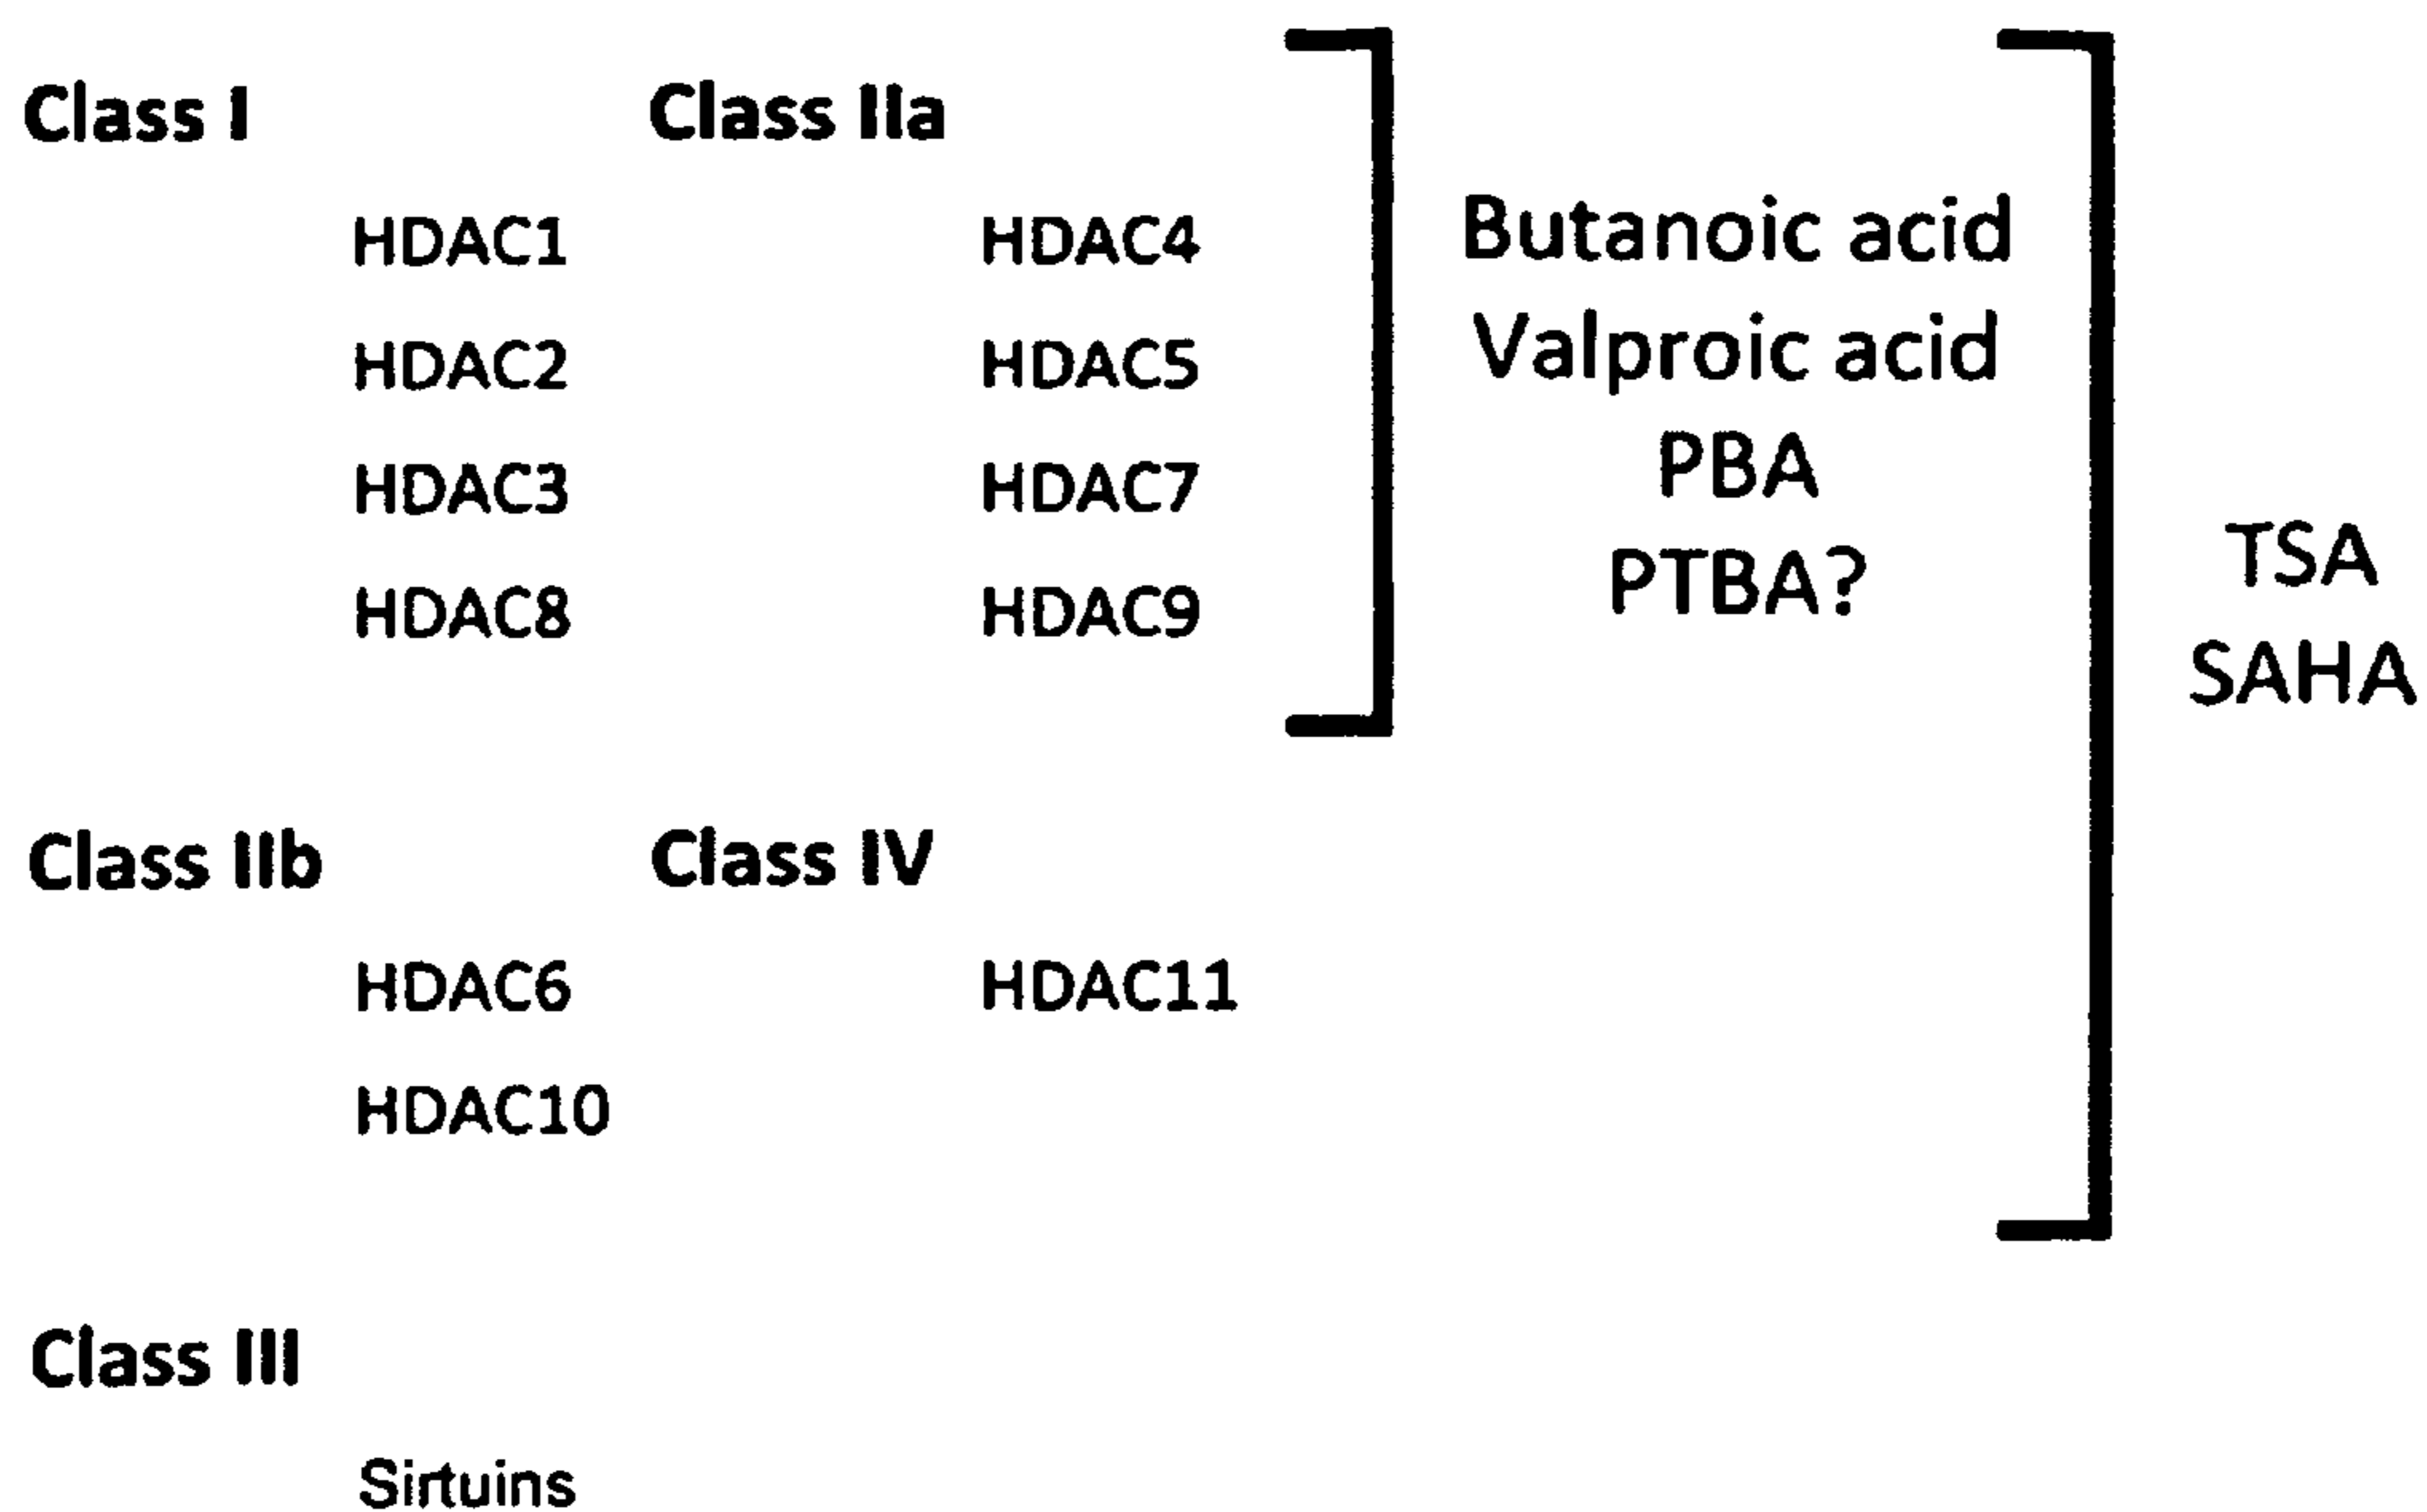 Class I
HDAC1
HDAC2
HDAC3
HDAC8
Class IIa
HDAC4
HDAC5
HDAC7
HDAC9
Butanoic acid
Valproic acid
PBA
PTBA?
TSA
SAHA
Class IIb
HDAC6
HDAC10
Class IV
HDAC11
Class III
Sirtuins